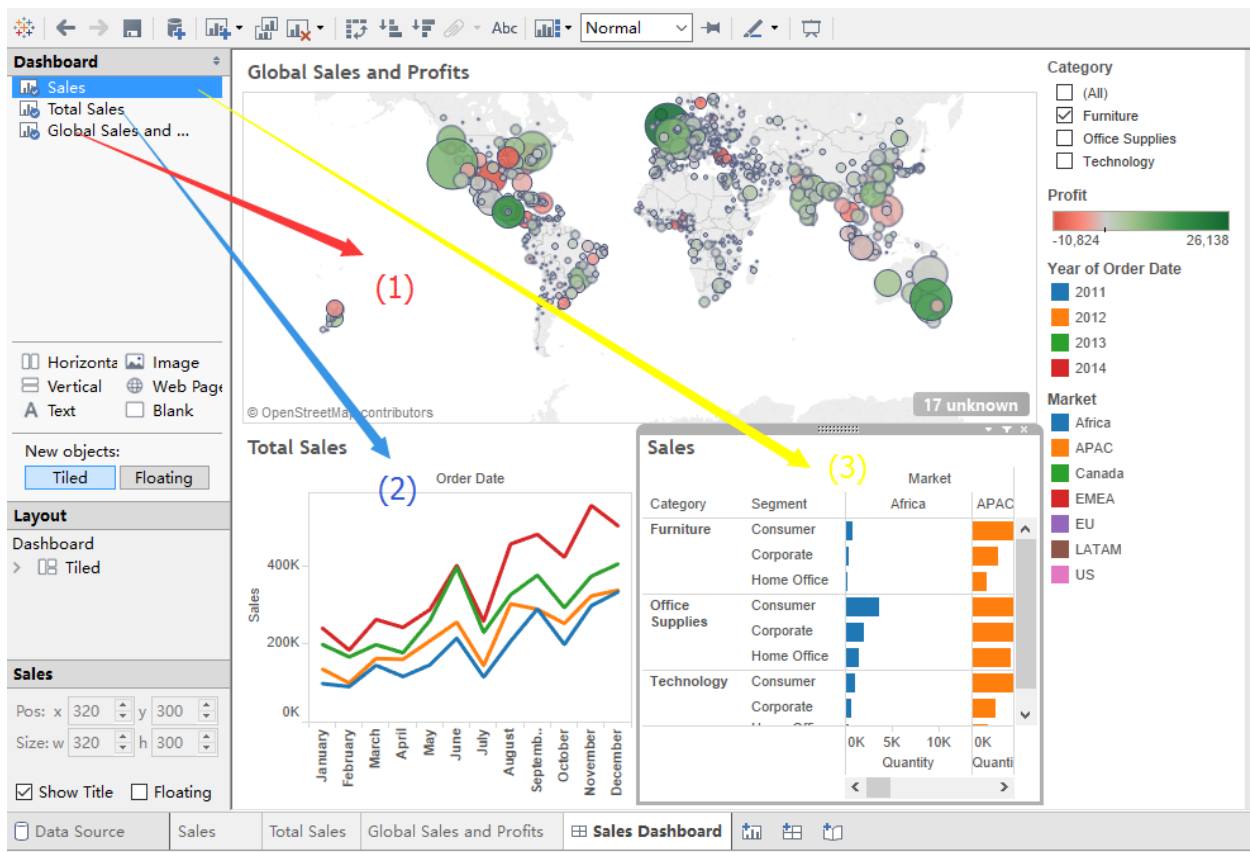 Abc Normal
Dashboard
Sales
Total Sales
Global Sales and ...
Horizonta Image
Vertical Web Page
A Text Blank
New objects:
Tiled Floating
Layout
Dashboard
Tiled
Sales
Pos: x 320 y 300
Size: w 320 h 300
Show Title Floating
Global Sales and Profits
(1)
© OpenStreetMap contributors
17 unknown
Total Sales
(2)
Order Date
Sales
400K
200K
0K
January
February
March
April
May
June
July
August
Septemb..
October
November
December
Sales
(3)
Market
Category Segment Africa APAC
Furniture Consumer
Corporate
Home Office
Office Supplies Consumer
Corporate
Home Office
Technology Consumer
Corporate
0K 5K 10K 0K
Quantity Quanti
Category
(All)
Furniture
Office Supplies
Technology
Profit
-10,824 26,138
Year of Order Date
2011
2012
2013
2014
Market
Africa
APAC
Canada
EMEA
EU
LATAM
US
Data Source Sales Total Sales Global Sales and Profits Sales Dashboard